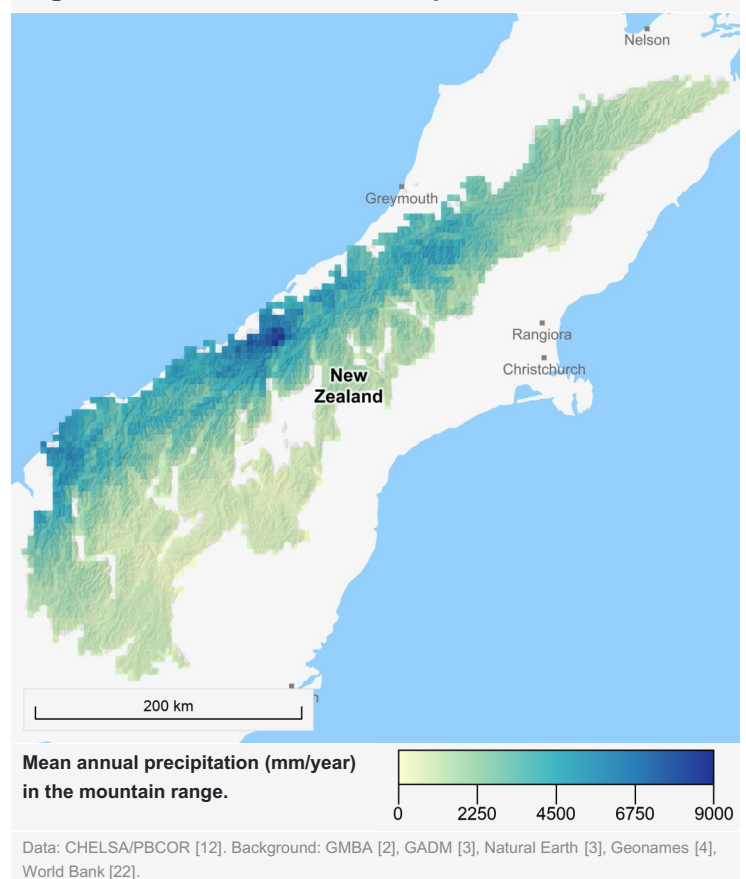 Nelson
Greymouth
Rangiora
Christchurch
New
Zealand
200 km
Mean annual precipitation (mm/year)
in the mountain range.
0 2250 4500 6750 9000
Data: CHELSA/PBCOR [12]. Background: GMBA [2], GADM [3], Natural Earth [3], Geonames [4],
World Bank [22].